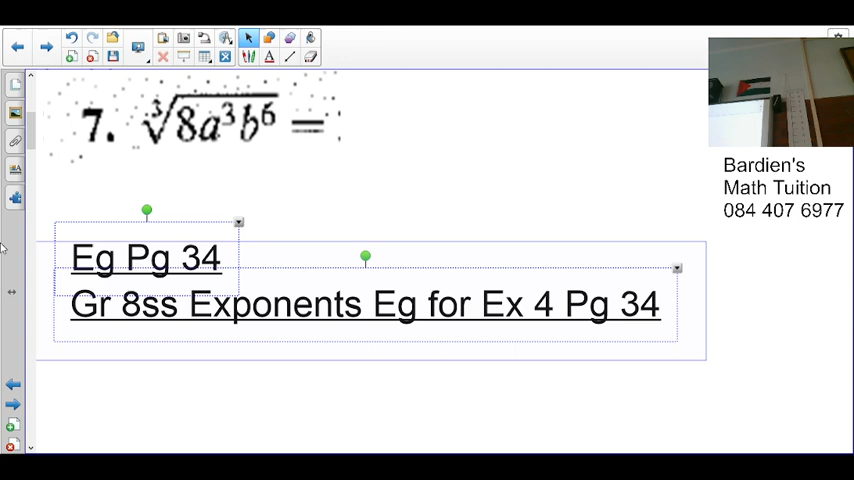 7. ∛8a³b⁶ =
Eg Pg 34
Gr 8ss Exponents Eg for Ex 4 Pg 34
Bardien's
Math Tuition
084 407 6977